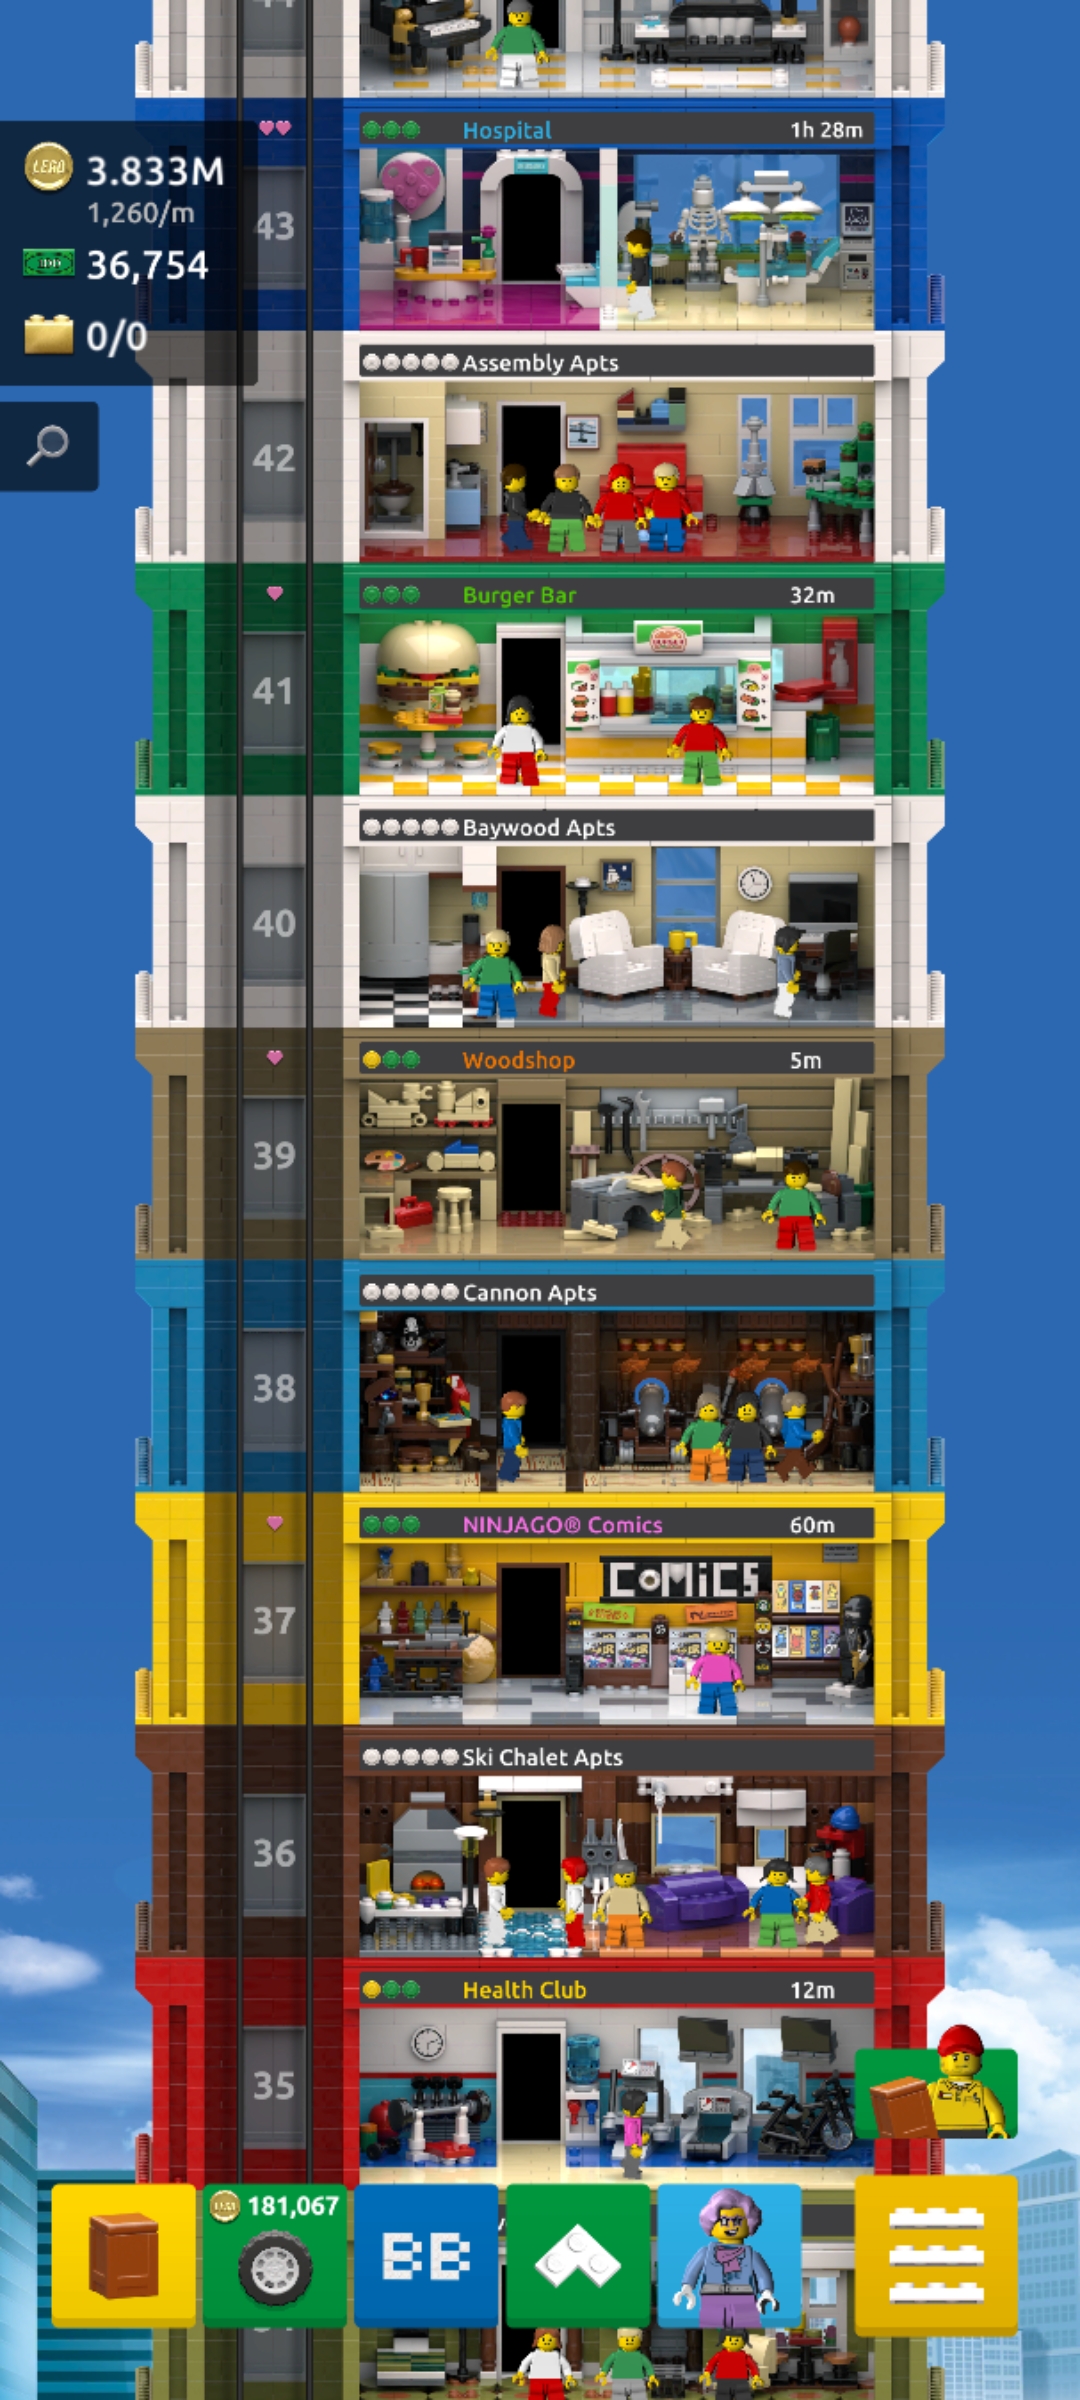 Hospital 1h 28m
LEGO 3.833M
1,260/m
36,754
0/0
43
Assembly Apts
42
Burger Bar 32m
41
Baywood Apts
40
Woodshop 5m
39
Cannon Apts
38
NINJAGO® Comics 60m
COMiCS
37
Ski Chalet Apts
36
Health Club 12m
35
181,067
BB